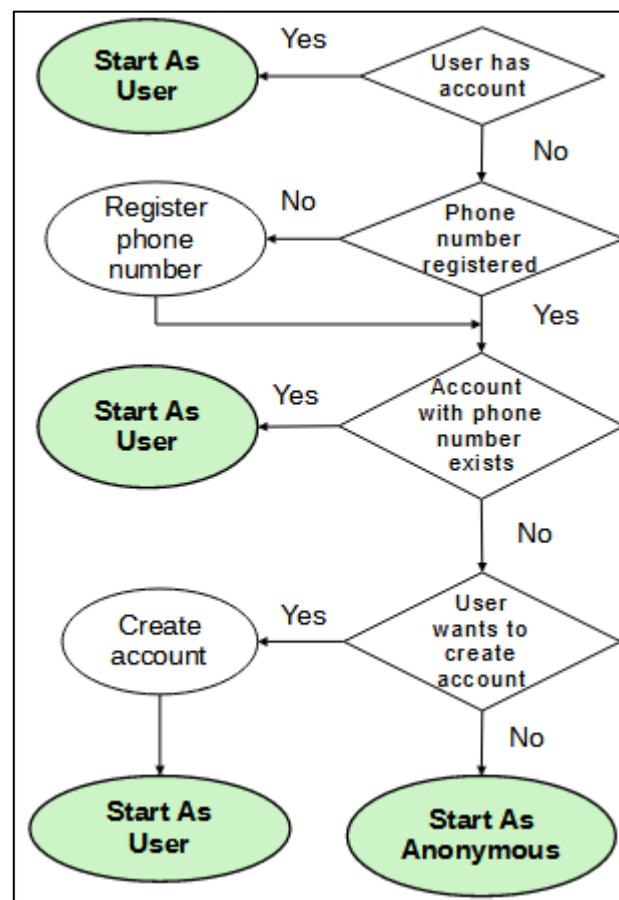 Yes
Start As
User
User has
account
No
Register
phone
number
No
Phone
number
registered
Yes
Start As
User
Yes
Account
with phone
number
exists
No
Create
account
Yes
User
wants to
create
account
No
Start As
User
Start As
Anonymous